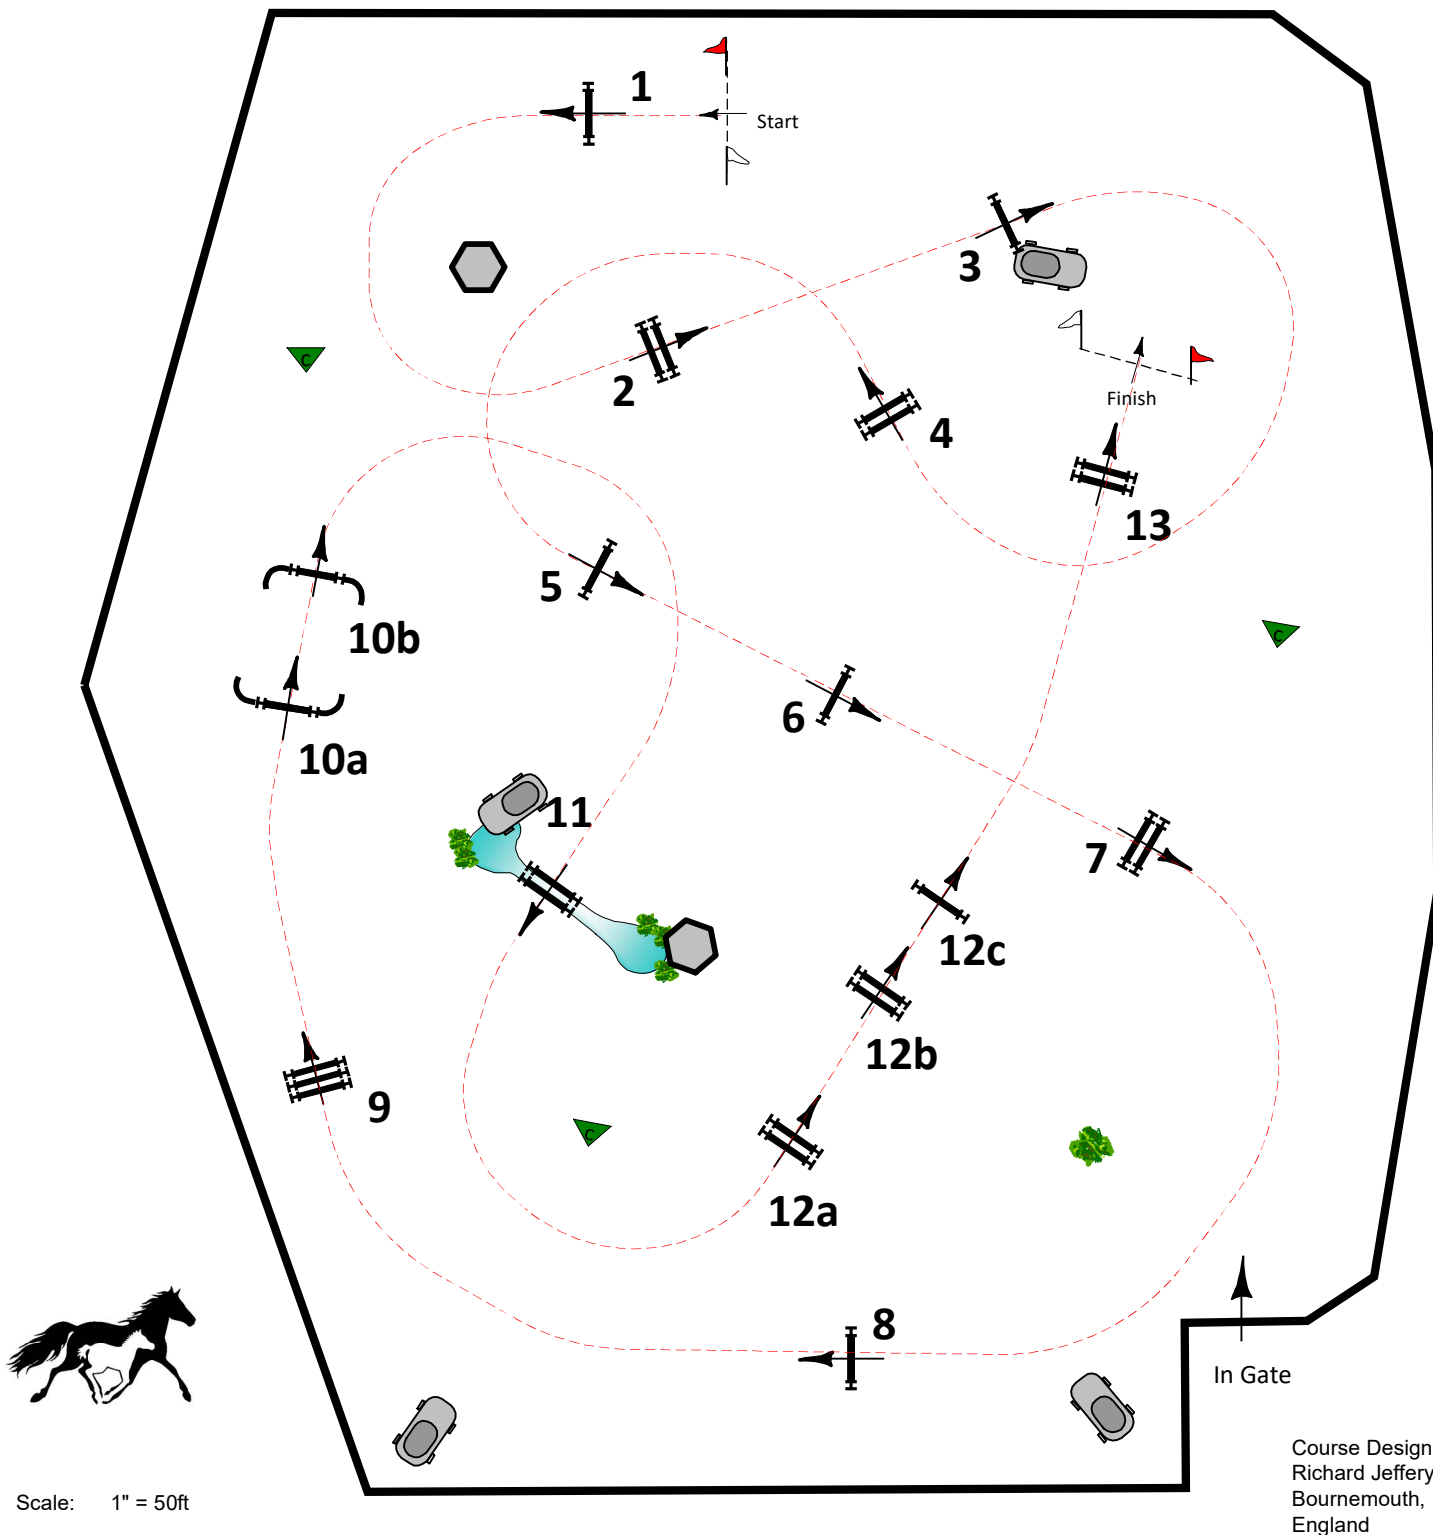 1
Start
3
2
Finish
4
13
5
10b
6
10a
11
7
12c
12b
9
12a
8
In Gate
C
C
C
Course Design
Richard Jeffery
Bournemouth,
England
Scale: 1" = 50ft